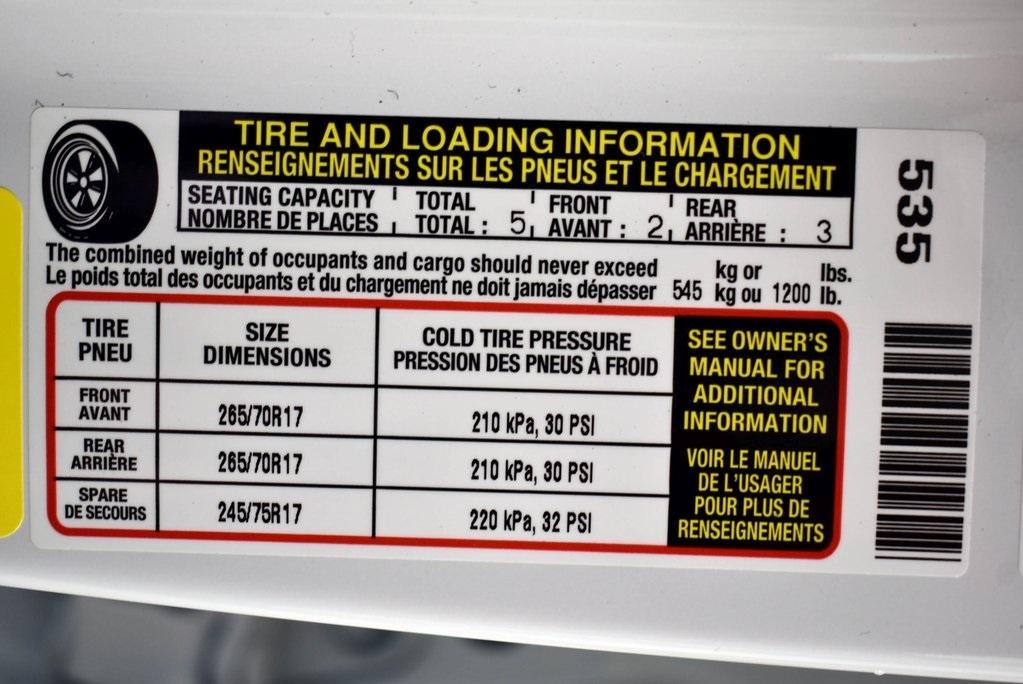 TIRE AND LOADING INFORMATION
RENSEIGNEMENTS SUR LES PNEUS ET LE CHARGEMENT
SEATING CAPACITY TOTAL FRONT REAR
NOMBRE DE PLACES TOTAL : 5 AVANT : 2 ARRIÈRE : 3
The combined weight of occupants and cargo should never exceed kg or lbs.
Le poids total des occupants et du chargement ne doit jamais dépasser 545 kg ou 1200 lb.
TIRE
PNEU
SIZE
DIMENSIONS
COLD TIRE PRESSURE
PRESSION DES PNEUS À FROID
FRONT
AVANT
265/70R17
210 kPa, 30 PSI
REAR
ARRIÈRE
265/70R17
210 kPa, 30 PSI
SPARE
DE SECOURS
245/75R17
220 kPa, 32 PSI
SEE OWNER'S
MANUAL FOR
ADDITIONAL
INFORMATION
VOIR LE MANUEL
DE L'USAGER
POUR PLUS DE
RENSEIGNEMENTS
535